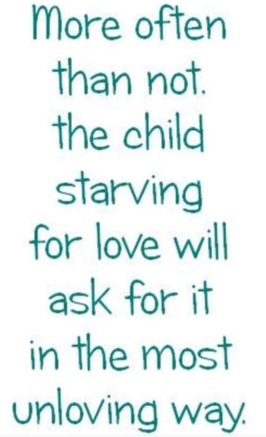 More often
than not.
the child
starving
for love will
ask for it
in the most
unloving way.